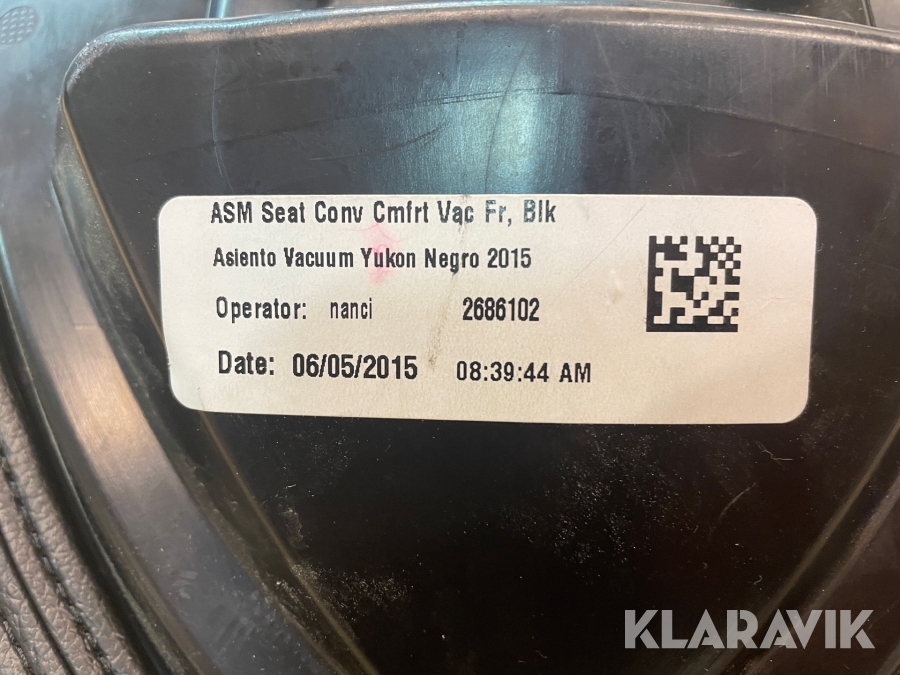 ASM Seat Conv Cmfrt Vac Fr, Blk
Asiento Vacuum Yukon Negro 2015
Operator: nanci 2686102
Date: 06/05/2015 08:39:44 AM
KLARAVIK